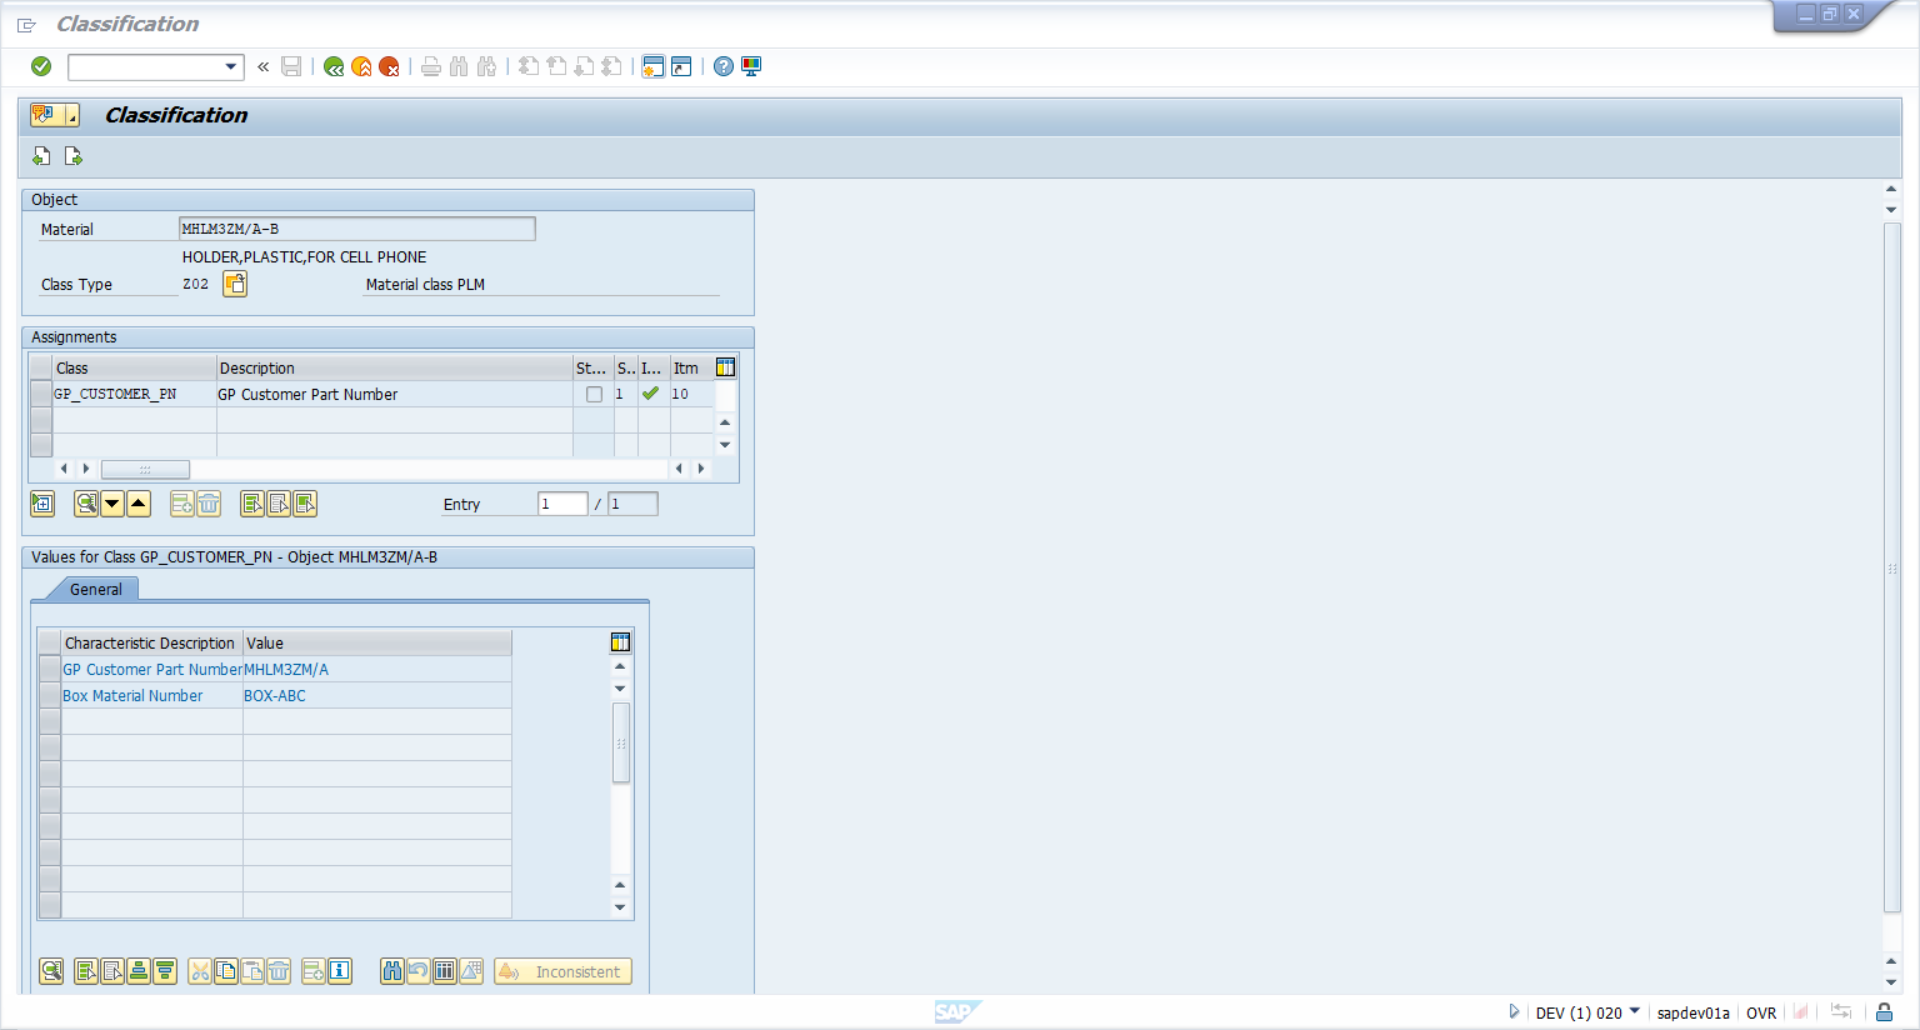 Classification
Classification
Object
Material MHLM3ZM/A-B
HOLDER,PLASTIC,FOR CELL PHONE
Class Type Z02 Material class PLM
Assignments
Class Description St... S.. I... Itm
GP_CUSTOMER_PN GP Customer Part Number 1 10
Entry 1 / 1
Values for Class GP_CUSTOMER_PN - Object MHLM3ZM/A-B
General
Characteristic Description Value
GP Customer Part Number MHLM3ZM/A
Box Material Number BOX-ABC
Inconsistent
SAP DEV (1) 020 sapdev01a OVR